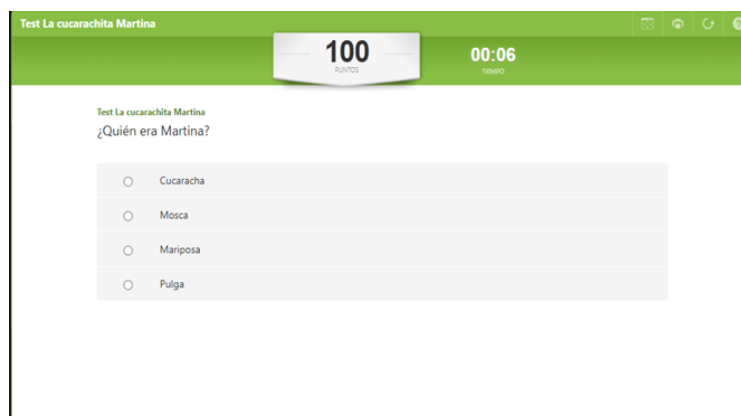 Test La cucarachita Martina
100
PUNTOS
00:06
TIEMPO
Test La cucarachita Martina
¿Quién era Martina?
Cucaracha
Mosca
Mariposa
Pulga